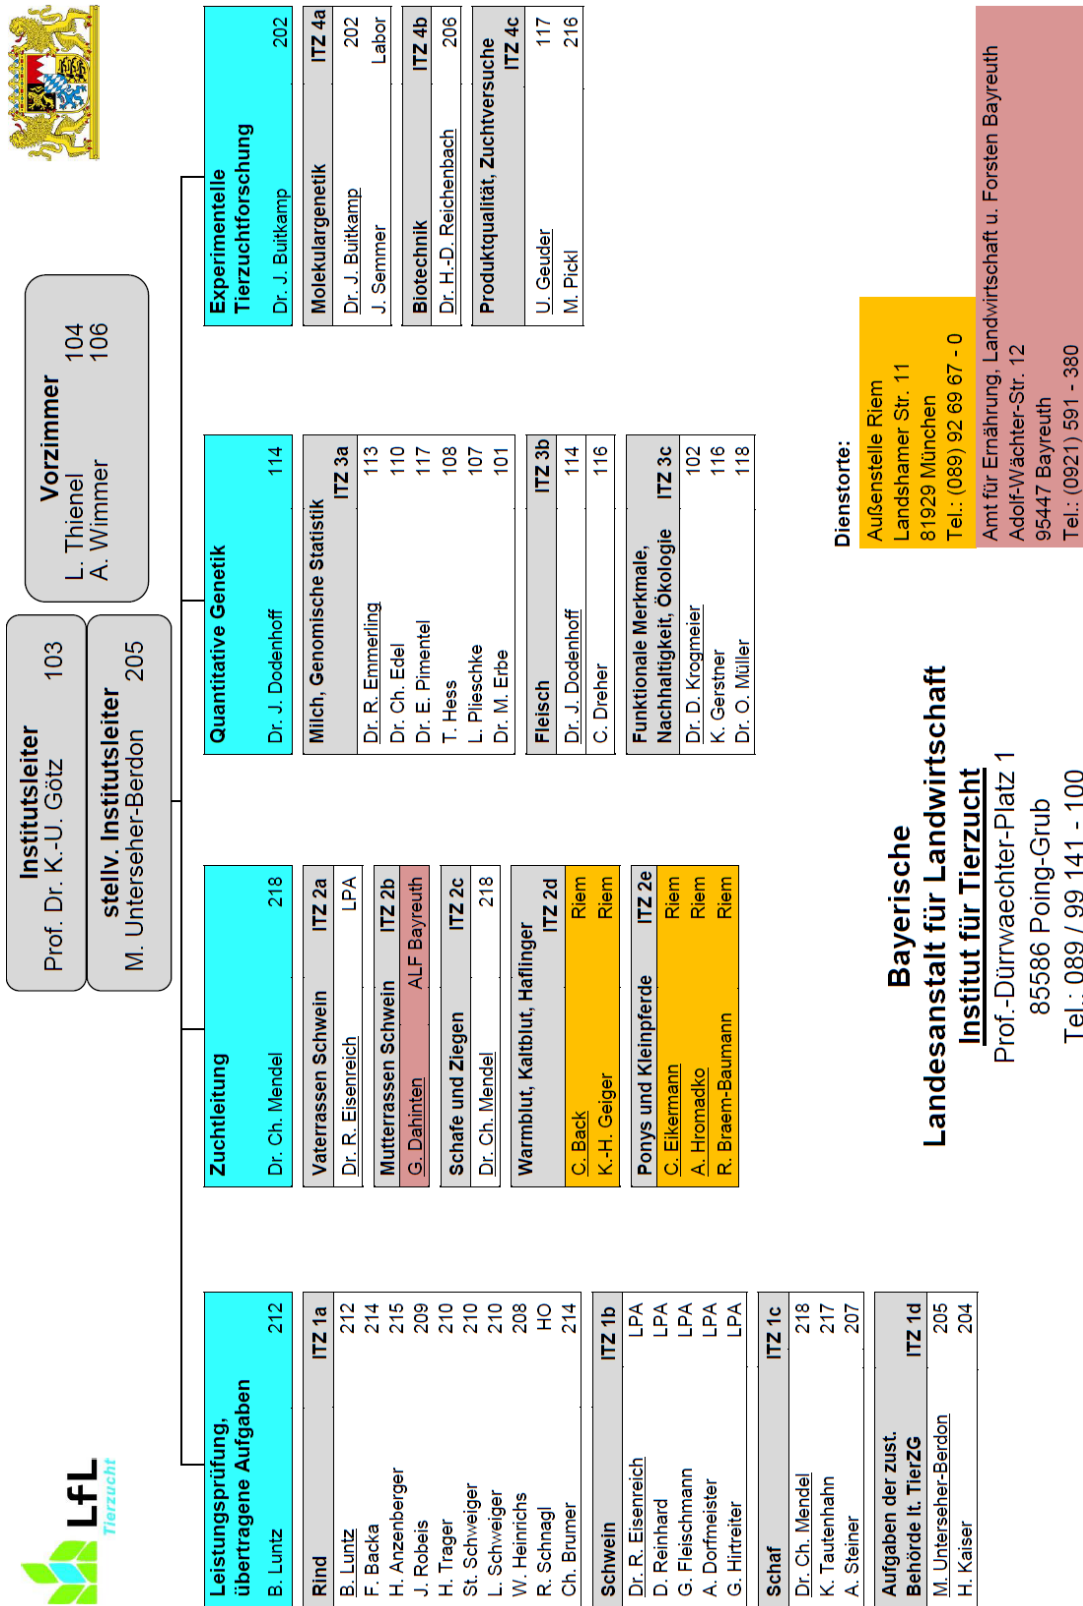 LfL
Tierzucht
Institutsleiter
Prof. Dr. K.-U. Götz 103
stellv. Institutsleiter
M. Unterseher-Berdon 205
Vorzimmer
L. Thienel 104
A. Wimmer 106
Leistungsprüfung,
übertragene Aufgaben
B. Luntz 212
Rind ITZ 1a
B. Luntz 212
F. Backa 214
H. Anzenberger 215
J. Robeis 209
H. Trager 210
St. Schweiger 210
L. Schweiger 210
W. Heinrichs 208
R. Schnagl HO
Ch. Brumer 214
Schwein ITZ 1b
Dr. R. Eisenreich LPA
D. Reinhard LPA
G. Fleischmann LPA
A. Dorfmeister LPA
G. Hirtreiter LPA
Schaf ITZ 1c
Dr. Ch. Mendel 218
K. Tautenhahn 217
A. Steiner 207
Aufgaben der zust.
Behörde lt. TierZG ITZ 1d
M. Unterseher-Berdon 205
H. Kaiser 204
Zuchtleitung
Dr. Ch. Mendel 218
Vaterrassen Schwein ITZ 2a
Dr. R. Eisenreich LPA
Mutterrassen Schwein ITZ 2b
G. Dahinten ALF Bayreuth
Schafe und Ziegen ITZ 2c
Dr. Ch. Mendel 218
Warmblut, Kaltblut, Haflinger
ITZ 2d
C. Back Riem
K.-H. Geiger Riem
Ponys und Kleinpferde ITZ 2e
C. Eikermann Riem
A. Hromadko Riem
R. Braem-Baumann Riem
Quantitative Genetik
Dr. J. Dodenhoff 114
Milch, Genomische Statistik
ITZ 3a
Dr. R. Emmerling 113
Dr. Ch. Edel 110
Dr. E. Pimentel 117
T. Hess 108
L. Plieschke 107
Dr. M. Erbe 101
Fleisch ITZ 3b
Dr. J. Dodenhoff 114
C. Dreher 116
Funktionale Merkmale,
Nachhaltigkeit, Ökologie ITZ 3c
Dr. D. Krogmeier 102
K. Gerstner 116
Dr. O. Müller 118
Experimentelle
Tierzuchtforschung
Dr. J. Buitkamp 202
Molekulargenetik ITZ 4a
Dr. J. Buitkamp 202
J. Semmer Labor
Biotechnik ITZ 4b
Dr. H.-D. Reichenbach 206
Produktqualität, Zuchtversuche
ITZ 4c
U. Geuder 117
M. Pickl 216
Bayerische
Landesanstalt für Landwirtschaft
Institut für Tierzucht
Prof.-Dürrwaechter-Platz 1
85586 Poing-Grub
Tel.: 089 / 99 141 - 100
Dienstorte:
Außenstelle Riem
Landshamer Str. 11
81929 München
Tel.: (089) 92 69 67 - 0
Amt für Ernährung, Landwirtschaft u. Forsten Bayreuth
Adolf-Wächter-Str. 12
95447 Bayreuth
Tel.: (0921) 591 - 380